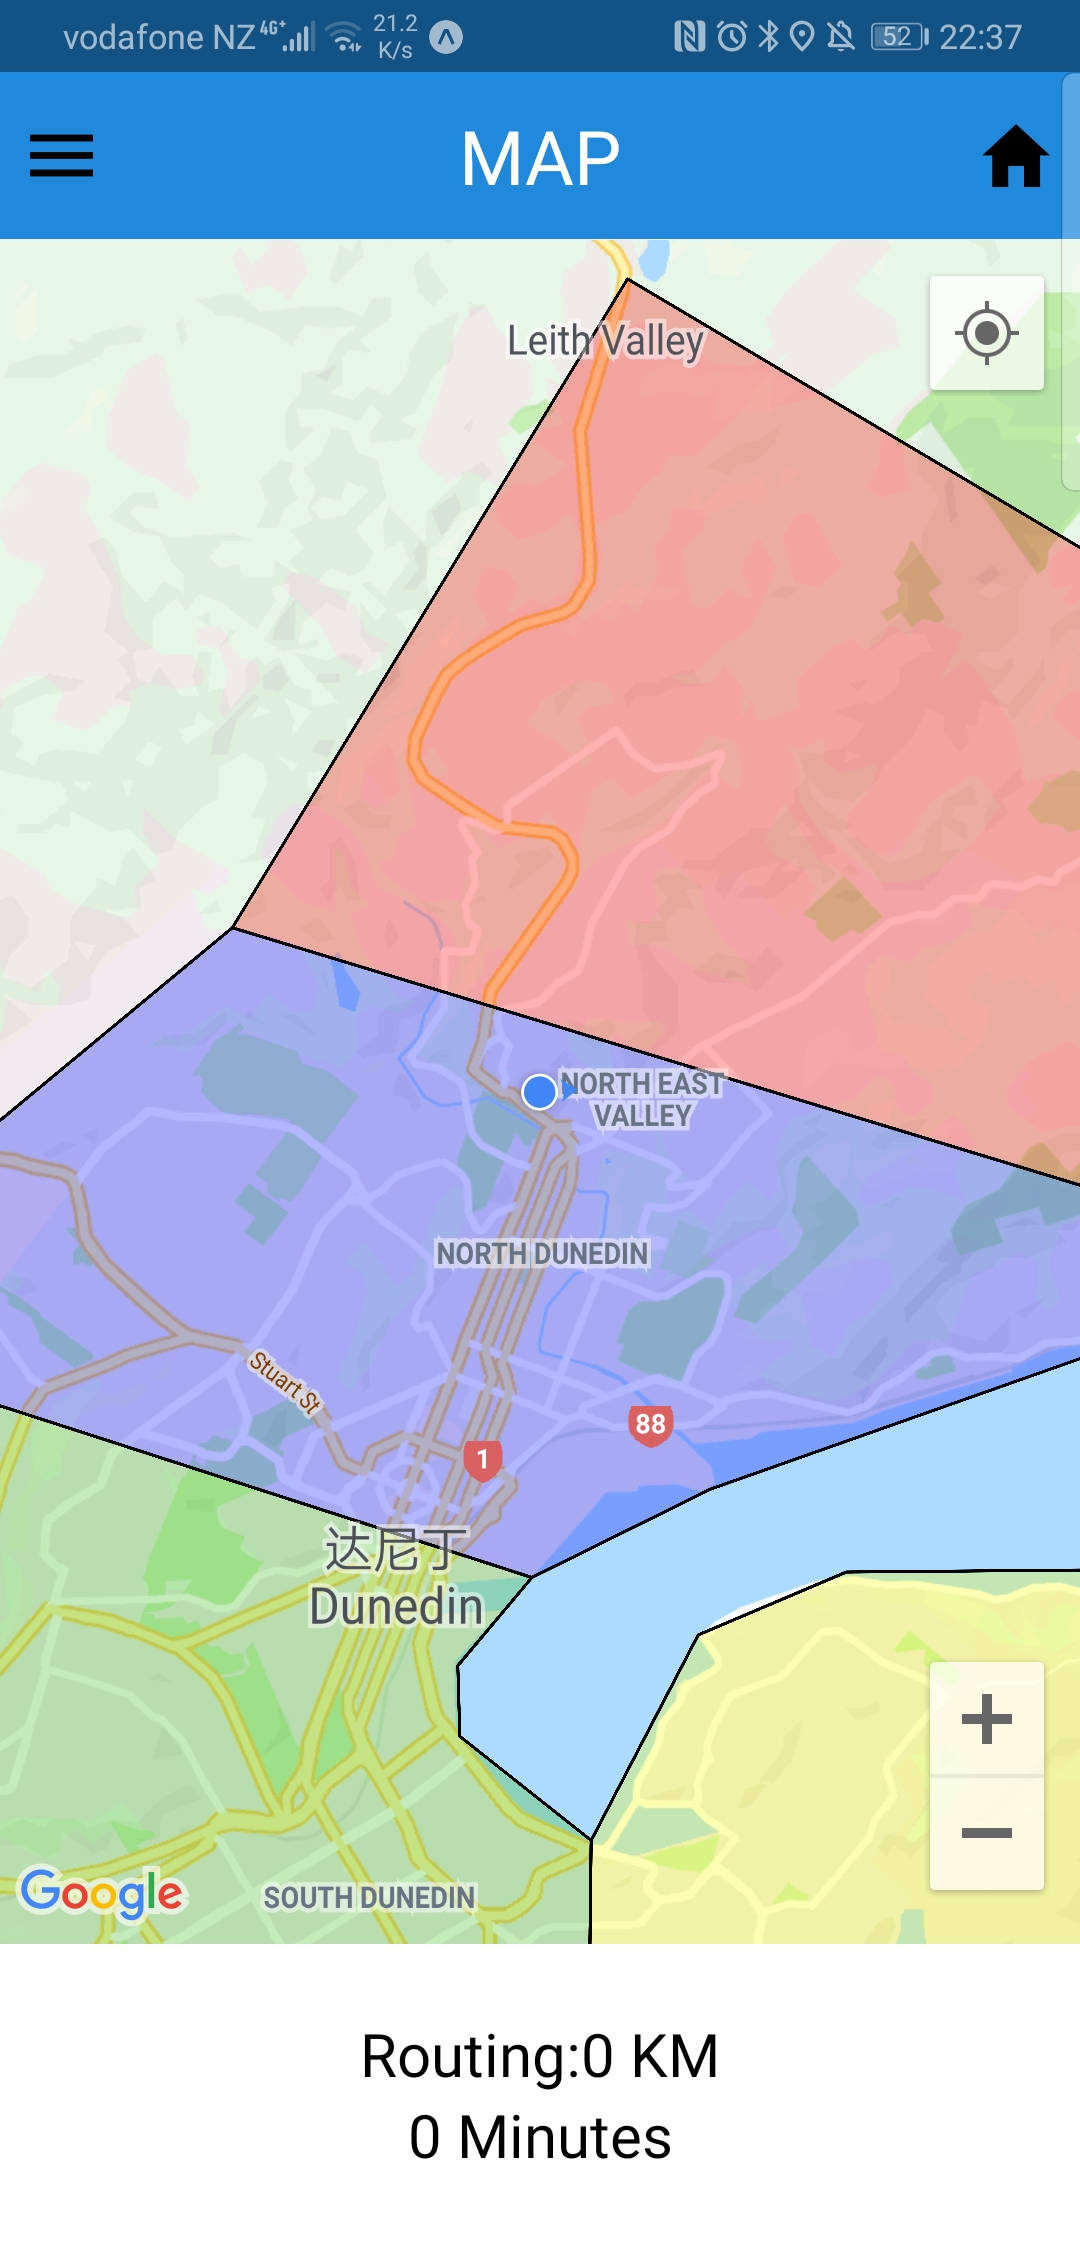 vodafone NZ 4G+ 21.2 K/s 52 22:37
MAP
Leith Valley
NORTH EAST
VALLEY
NORTH DUNEDIN
Stuart St
88
1
达尼丁
Dunedin
Google
SOUTH DUNEDIN
Routing:0 KM
0 Minutes